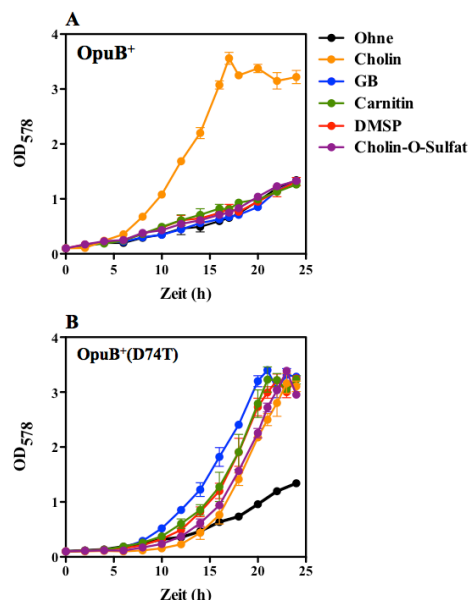 A
OpuB⁺
4
3
2
1
0
OD₅₇₈
0 5 10 15 20 25
Zeit (h)
Ohne
Cholin
GB
Carnitin
DMSP
Cholin-O-Sulfat
B
OpuB⁺(D74T)
4
3
2
1
0
OD₅₇₈
0 5 10 15 20 25
Zeit (h)